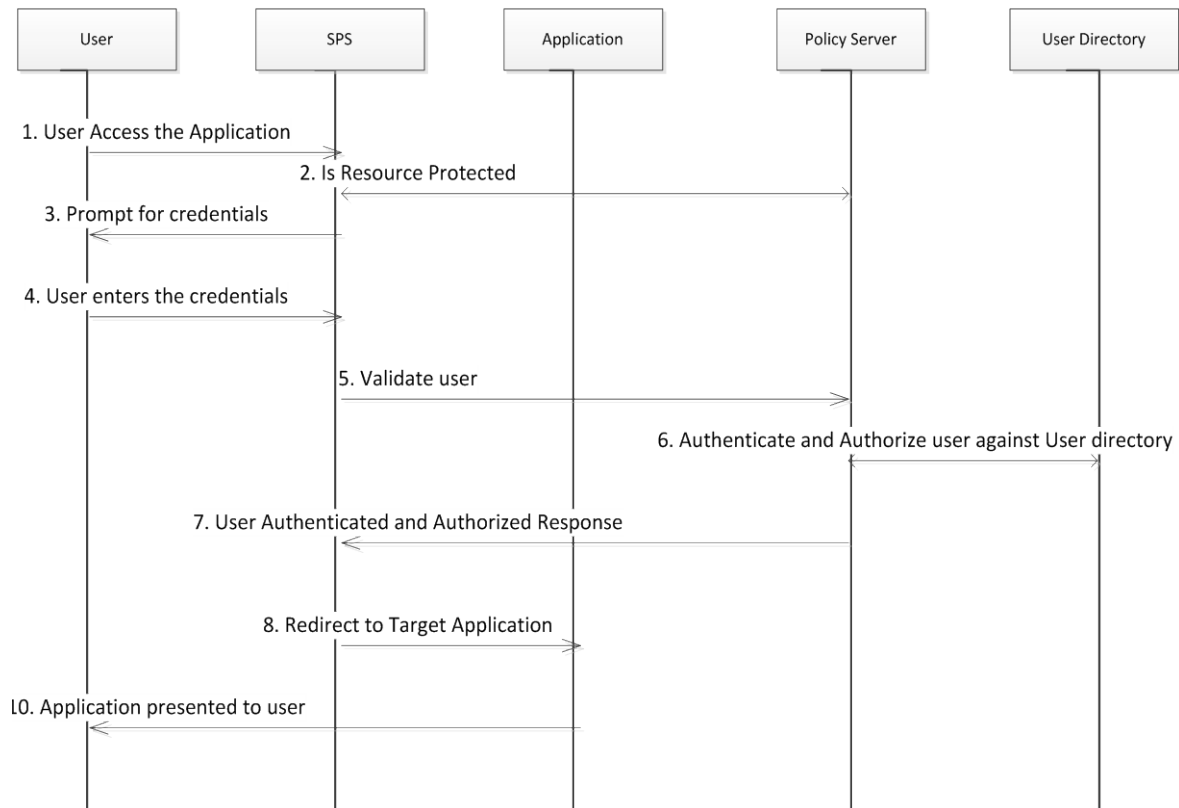 User
SPS
Application
Policy Server
User Directory
1. User Access the Application
2. Is Resource Protected
3. Prompt for credentials
4. User enters the credentials
5. Validate user
6. Authenticate and Authorize user against User directory
7. User Authenticated and Authorized Response
8. Redirect to Target Application
10. Application presented to user